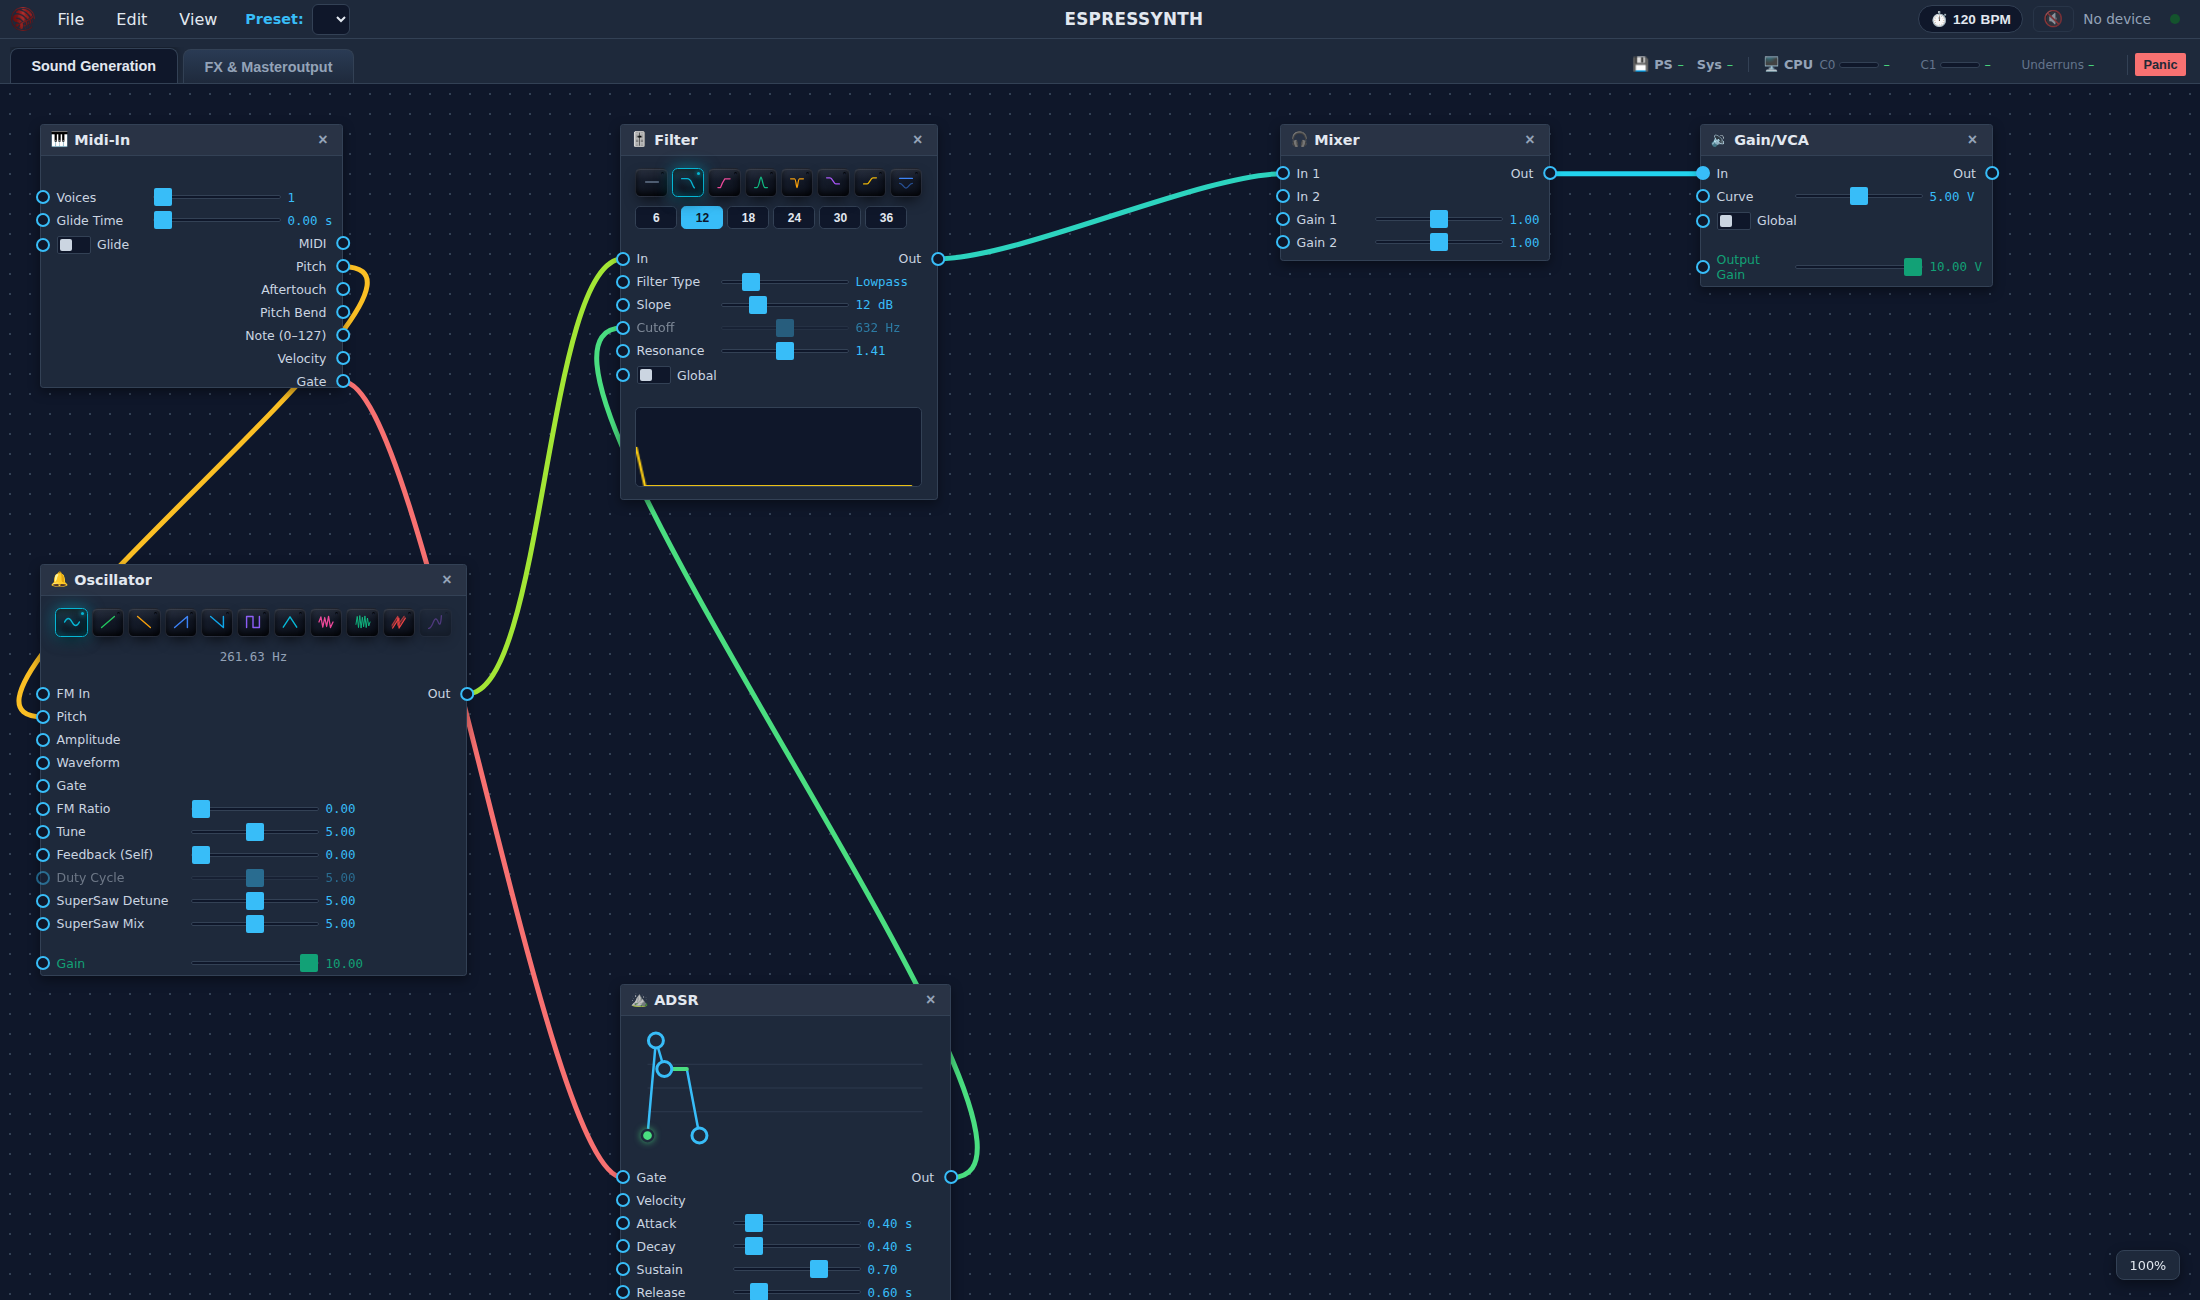 File Edit View Preset: ESPRESSYNTH 120 BPM No device
Sound Generation FX & Masteroutput PS – Sys – CPU C0 – C1 – Underruns – Panic
Midi-In ×
Voices 1
Glide Time 0.00 s
Glide
MIDI
Pitch
Aftertouch
Pitch Bend
Note (0–127)
Velocity
Gate
Filter ×
6 12 18 24 30 36
In Out
Filter Type Lowpass
Slope 12 dB
Cutoff 632 Hz
Resonance 1.41
Global
Mixer ×
In 1 Out
In 2
Gain 1 1.00
Gain 2 1.00
Gain/VCA ×
In Out
Curve 5.00 V
Global
Output
Gain 10.00 V
Oscillator ×
261.63 Hz
FM In Out
Pitch
Amplitude
Waveform
Gate
FM Ratio 0.00
Tune 5.00
Feedback (Self) 0.00
Duty Cycle 5.00
SuperSaw Detune 5.00
SuperSaw Mix 5.00
Gain 10.00
ADSR ×
Gate Out
Velocity
Attack 0.40 s
Decay 0.40 s
Sustain 0.70
Release 0.60 s
100%